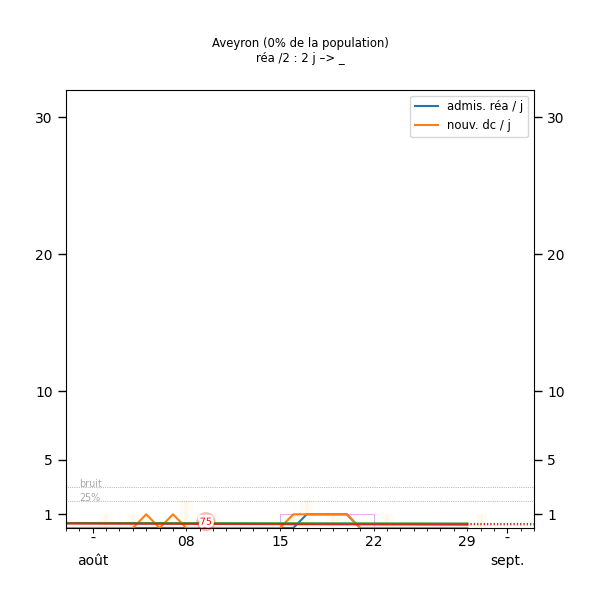 Aveyron (0% de la population)
réa /2 : 2 j –> _
admis. réa / j
nouv. dc / j
30 30
20 20
10 10
5 5
bruit
25%
1 1
75
- 08 15 22 29 -
août sept.